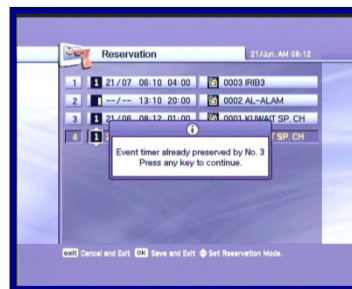 Reservation 21/Jun. AM 08:12
1 1 21/07 06:10 04:00 0003 IRIB3
2 --/-- 13:10 20:00 0002 AL-ALAM
3 1 21/06 08:12 01:00 0001 KUWAIT SP. CH
4 T SP. CH
Event timer already preserved by No. 3
Press any key to continue.
exit Cancel and Exit ok Save and Exit Set Reservation Mode.